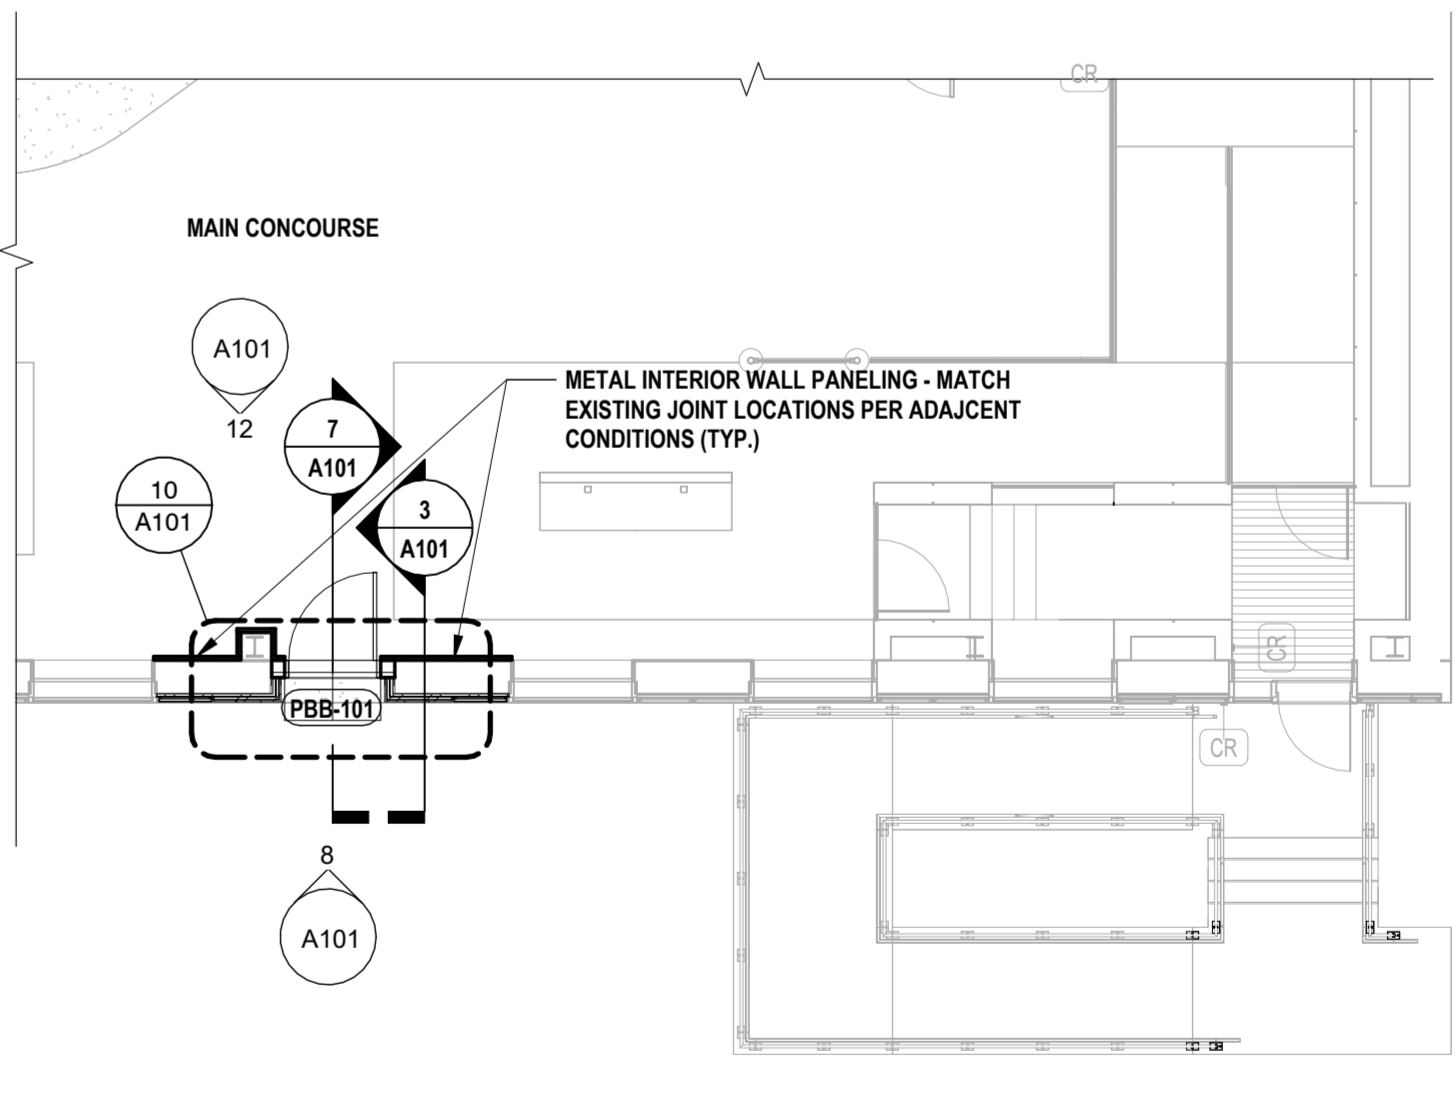 CR
MAIN CONCOURSE
A101
12
METAL INTERIOR WALL PANELING - MATCH
EXISTING JOINT LOCATIONS PER ADAJCENT
CONDITIONS (TYP.)
7
A101
10
A101
3
A101
CR
PBB-101
CR
8
A101